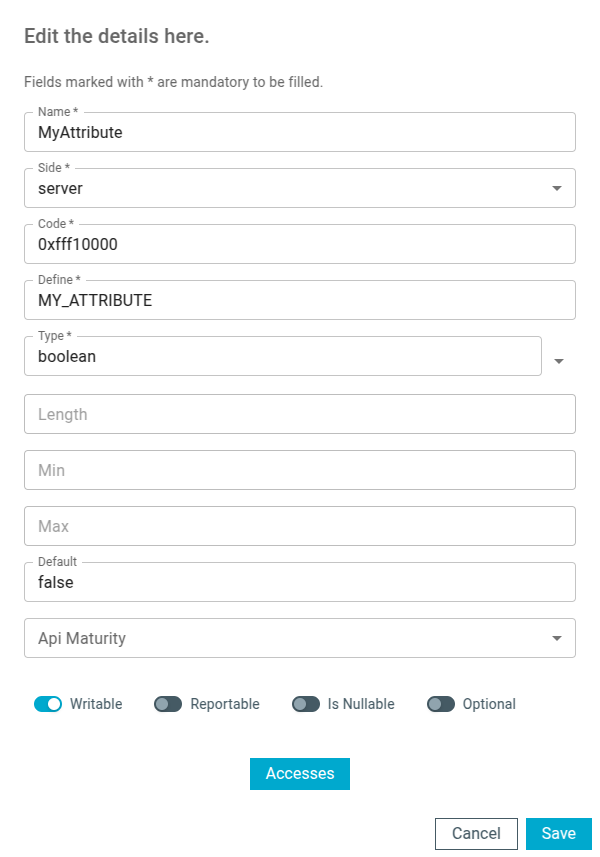 Edit the details here.
Fields marked with * are mandatory to be filled.
Name *
MyAttribute
Side *
server
Code *
0xfff10000
Define *
MY_ATTRIBUTE
Type *
boolean
Length
Min
Max
Default
false
Api Maturity
Writable Reportable Is Nullable Optional
Accesses
Cancel Save